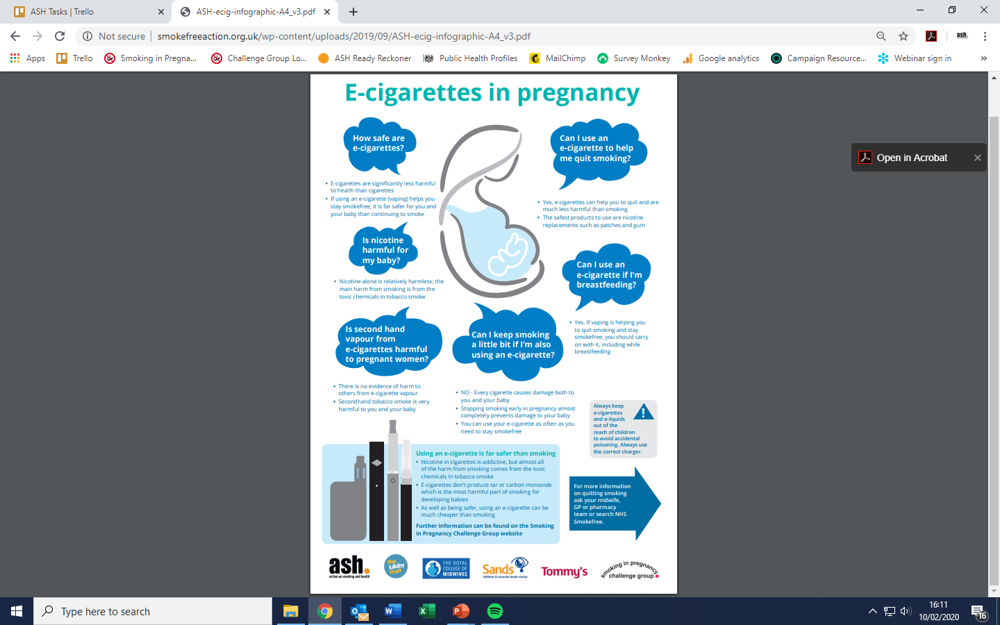 ASH Tasks | Trello
ASH-ecig-infographic-A4_v3.pdf
Not secure
smokefreeaction.org.uk/wp-content/uploads/2019/09/ASH-ecig-infographic-A4_v3.pdf
ash.
Apps
Trello
Smoking in Pregna...
Challenge Group Lo...
ASH Ready Reckoner
Public Health Profiles
MailChimp
Survey Monkey
Google analytics
Campaign Resource...
Webinar sign in
»
E-cigarettes in pregnancy
How safe are
e-cigarettes?
• E-cigarettes are significantly less harmful
to health than cigarettes
• If using an e-cigarette (vaping) helps you
stay smokefree, it is far safer for you and
your baby than continuing to smoke
Can I use an
e-cigarette to help
me quit smoking?
• Yes, e-cigarettes can help you to quit and are
much less harmful than smoking
• The safest products to use are nicotine
replacements such as patches and gum
Open in Acrobat
Is nicotine
harmful for
my baby?
• Nicotine alone is relatively harmless; the
main harm from smoking is from the
toxic chemicals in tobacco smoke
Can I use an
e-cigarette if I'm
breastfeeding?
• Yes. If vaping is helping you
to quit smoking and stay
smokefree, you should carry
on with it, including while
breastfeeding
Is second hand
vapour from
e-cigarettes harmful
to pregnant women?
• There is no evidence of harm to
others from e-cigarette vapour
• Secondhand tobacco smoke is very
harmful to you and your baby
Can I keep smoking
a little bit if I'm also
using an e-cigarette?
• NO - Every cigarette causes damage both to
you and your baby
• Stopping smoking early in pregnancy almost
completely prevents damage to your baby
• You can use your e-cigarette as often as you
need to stay smokefree
Always keep
e-cigarettes
and e-liquids
out of the
reach of children
to avoid accidental
poisoning. Always use
the correct charger.
!
Using an e-cigarette is far safer than smoking
• Nicotine in cigarettes is addictive, but almost all
of the harm from smoking comes from the toxic
chemicals in tobacco smoke
• E-cigarettes don't produce tar or carbon monoxide
which is the most harmful part of smoking for
developing babies
• As well as being safer, using an e-cigarette can be
much cheaper than smoking
Further information can be found on the Smoking
in Pregnancy Challenge Group website
For more information
on quitting smoking
ask your midwife,
GP or pharmacy
team or search NHS
Smokefree.
ash.
action on smoking and health
the
lullaby
trust
THE ROYAL
COLLEGE OF
MIDWIVES
Sands
Stillbirth & neonatal death charity
Tommy's
smoking in pregnancy
challenge group
Type here to search
16:11
10/02/2020
16